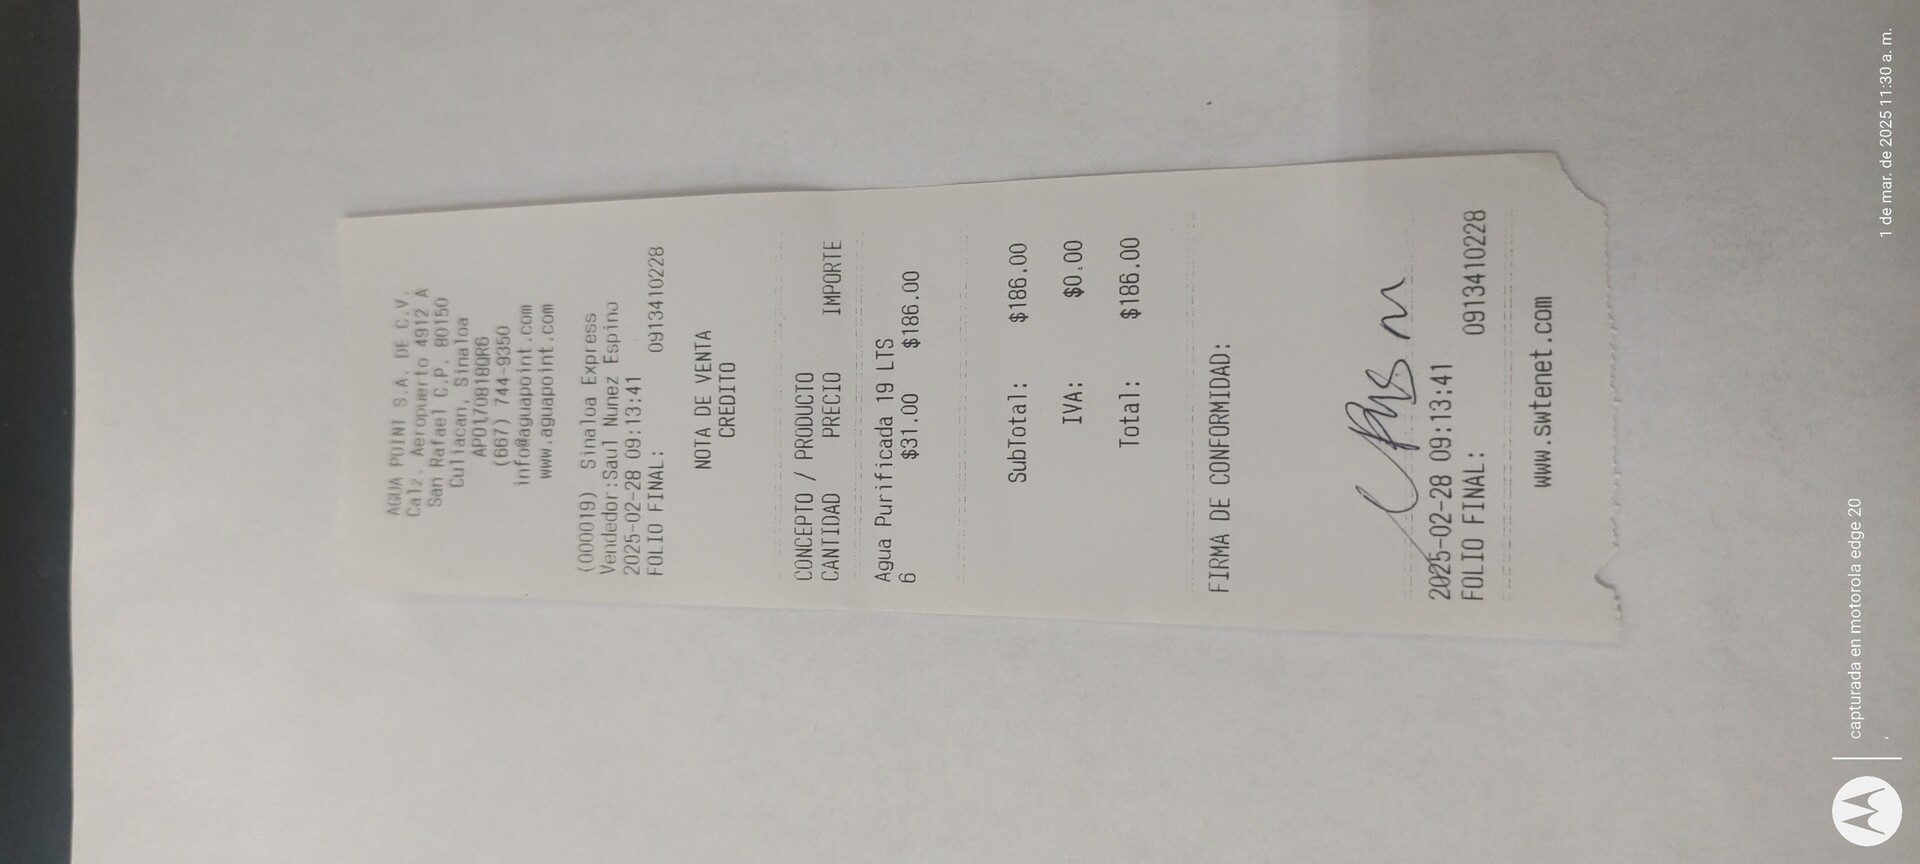 AGUA POINT S.A. DE C.V.
Calz. Aeropuerto 4912 A
San Rafael C.P. 80150
Culiacan, Sinaloa
APO170818QR6
(667) 744-9350
info@aguapoint.com
www.aguapoint.com
(000019) Sinaloa Express
Vendedor:Saul Nunez Espino
2025-02-28 09:13:41
FOLIO FINAL: 0913410228
NOTA DE VENTA
CREDITO
CONCEPTO / PRODUCTO
CANTIDAD PRECIO IMPORTE
Agua Purificada 19 LTS
6 $31.00 $186.00
SubTotal: $186.00
IVA: $0.00
Total: $186.00
FIRMA DE CONFORMIDAD:
2025-02-28 09:13:41
FOLIO FINAL: 0913410228
www.swtenet.com
capturada en motorola edge 20
1 de mar. de 2025 11:30 a. m.